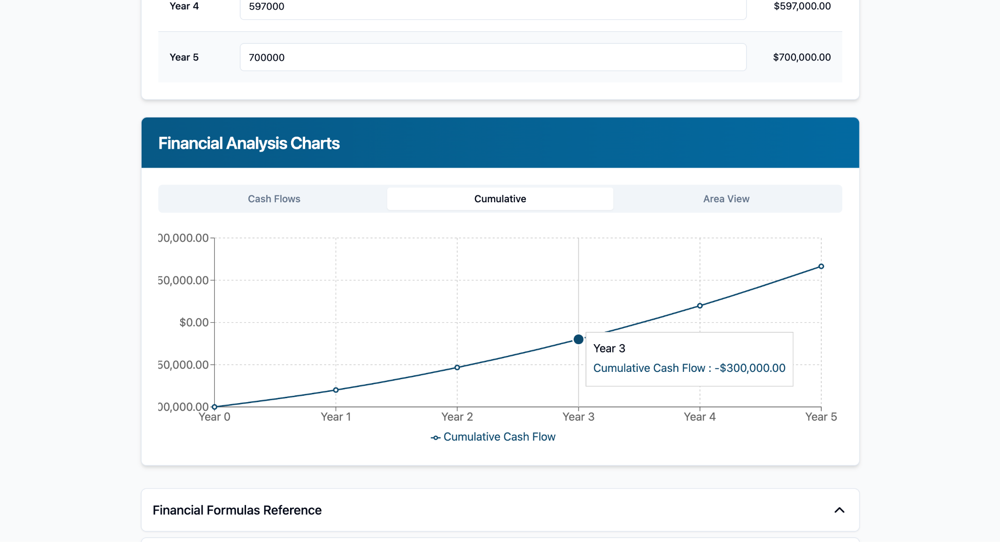 Year 4 597000 $597,000.00
Year 5 700000 $700,000.00
Financial Analysis Charts
Cash Flows Cumulative Area View
00,000.00
50,000.00
$0.00
50,000.00
00,000.00
Year 3
Cumulative Cash Flow : -$300,000.00
Year 0 Year 1 Year 2 Year 3 Year 4 Year 5
Cumulative Cash Flow
Financial Formulas Reference